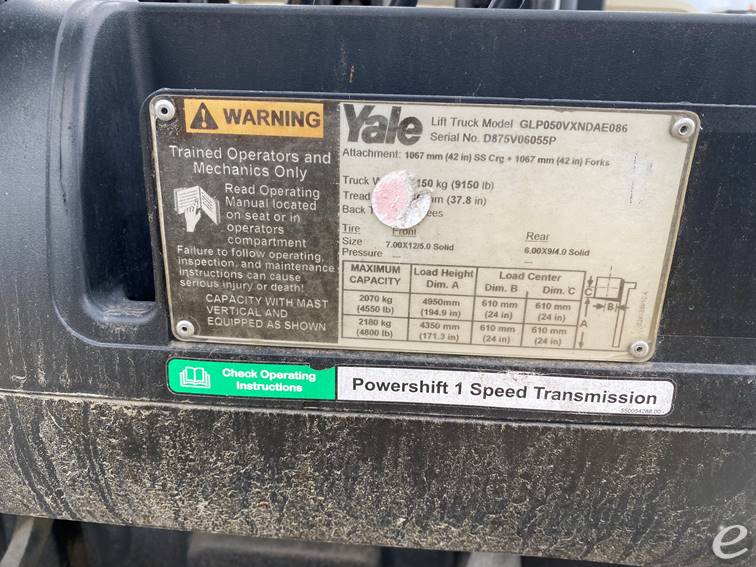 WARNING
Trained Operators and
Mechanics Only
Read Operating
Manual located
on seat or in
operators
compartment
Failure to follow operating,
inspection, and maintenance
instructions can cause
serious injury or death!
CAPACITY WITH MAST
VERTICAL AND
EQUIPPED AS SHOWN
Yale
Lift Truck Model GLP050VXNDAE086
Serial No. D875V06055P
Attachment: 1067 mm (42 in) SS Crg + 1067 mm (42 in) Forks
Truck 150 kg (9150 lb)
Tread mm (37.8 in)
Back
Tire Front Rear
Size 7.00X12/5.0 Solid 6.00X9/4.0 Solid
Pressure --
MAXIMUM CAPACITY Load Height Dim. A Load Center Dim. B Dim. C
2070 kg (4550 lb) 4950mm (194.9 in) 610 mm (24 in) 610 mm (24 in)
2180 kg (4800 lb) 4350 mm (171.3 in) 610 mm (24 in) 610 mm (24 in)
C
B
A
Check Operating
Instructions
Powershift 1 Speed Transmission
550054288 00
e